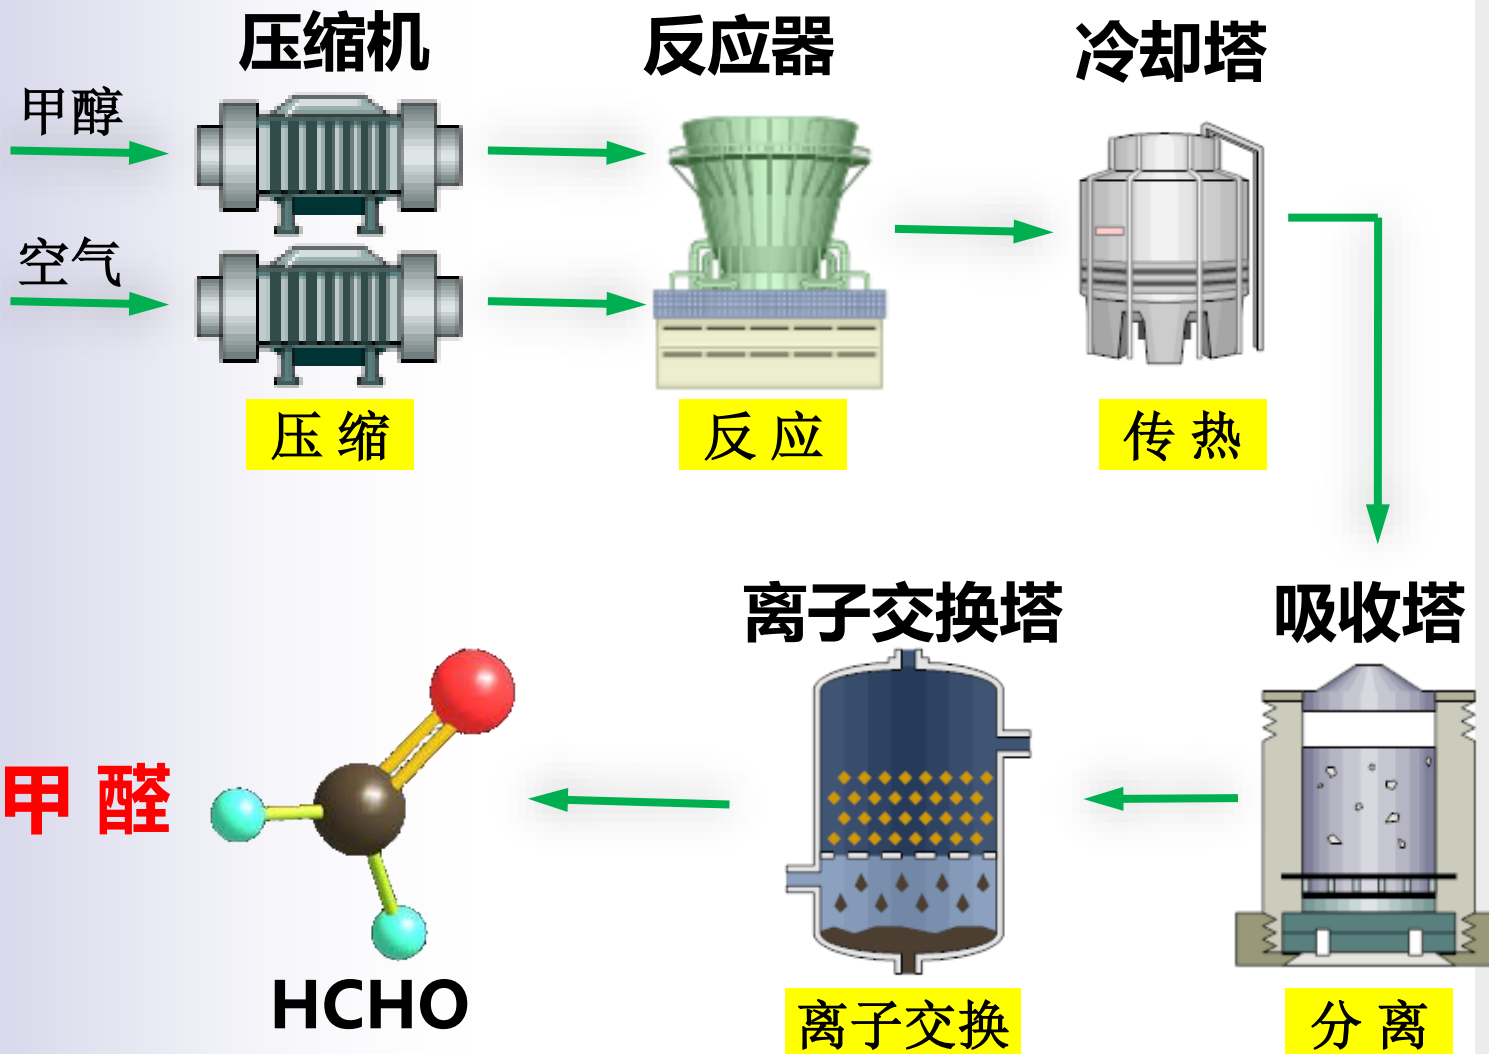 压缩机
反应器
冷却塔
甲醇
空气
压缩
反应
传热
离子交换塔
吸收塔
甲醛
HCHO
离子交换
分离